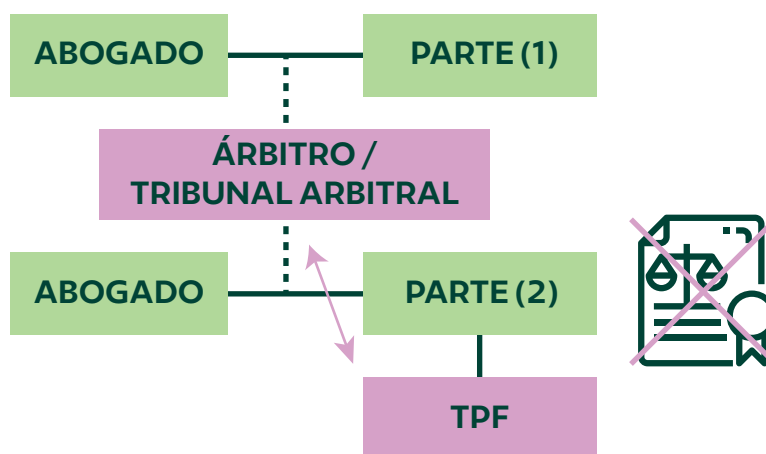 ABOGADO
PARTE (1)
ÁRBITRO /
TRIBUNAL ARBITRAL
ABOGADO
PARTE (2)
TPF